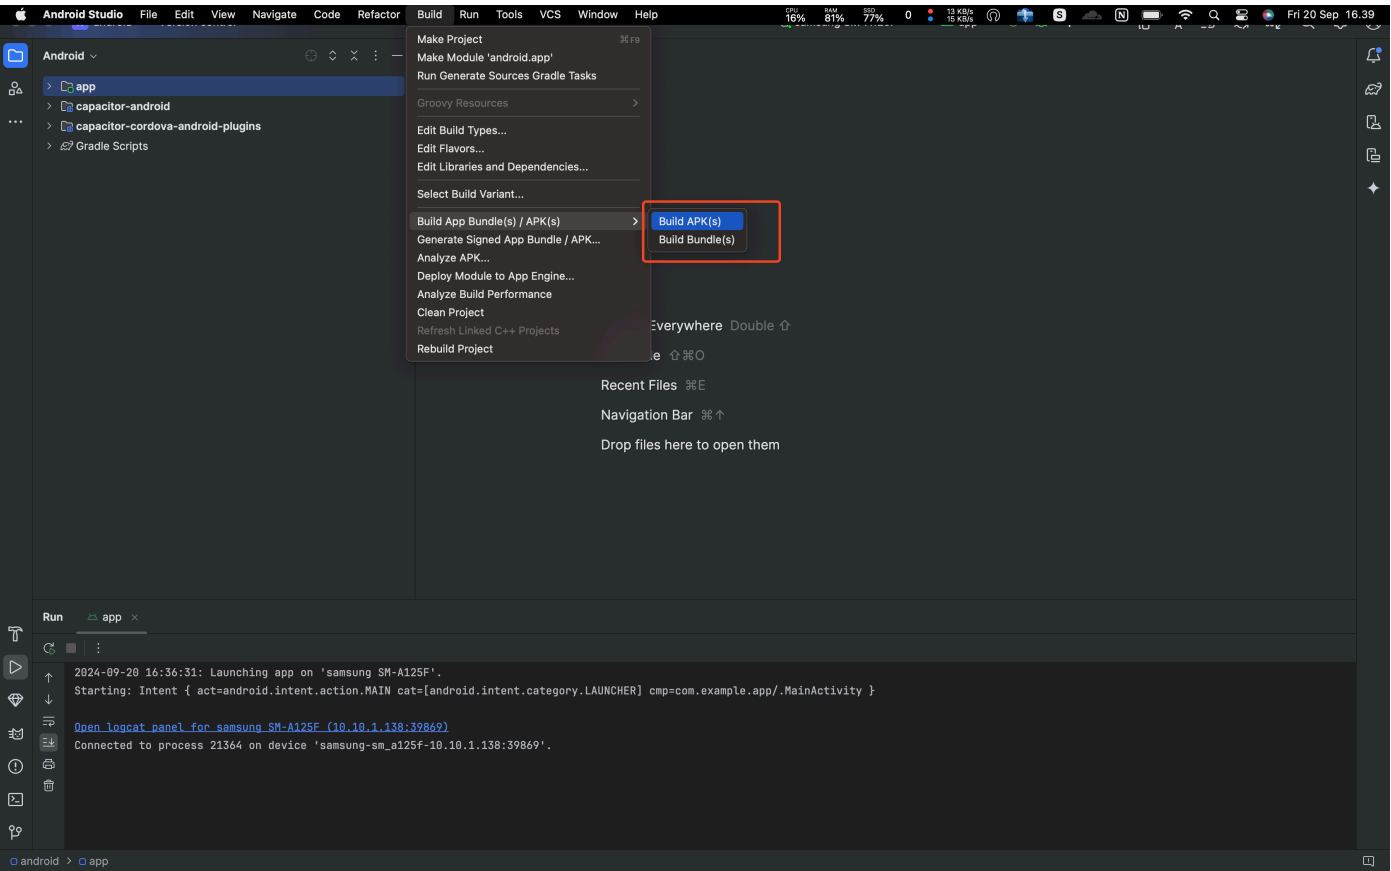 Android Studio File Edit View Navigate Code Refactor Build Run Tools VCS Window Help
CPU 16% RAM 81% SSD 77% 0 13 KB/s 15 KB/s S N Fri 20 Sep 16.39
Android
app
capacitor-android
capacitor-cordova-android-plugins
Gradle Scripts
Make Project ⌘F9
Make Module 'android.app'
Run Generate Sources Gradle Tasks
Groovy Resources
Edit Build Types...
Edit Flavors...
Edit Libraries and Dependencies...
Select Build Variant...
Build App Bundle(s) / APK(s)
Generate Signed App Bundle / APK...
Analyze APK...
Deploy Module to App Engine...
Analyze Build Performance
Clean Project
Refresh Linked C++ Projects
Rebuild Project
Build APK(s)
Build Bundle(s)
Everywhere Double ⇧
⇧⌘O
Recent Files ⌘E
Navigation Bar ⌘↑
Drop files here to open them
Run app
2024-09-20 16:36:31: Launching app on 'samsung SM-A125F'.
Starting: Intent { act=android.intent.action.MAIN cat=[android.intent.category.LAUNCHER] cmp=com.example.app/.MainActivity }
Open logcat panel for samsung SM-A125F (10.10.1.138:39869)
Connected to process 21364 on device 'samsung-sm_a125f-10.10.1.138:39869'.
android > app